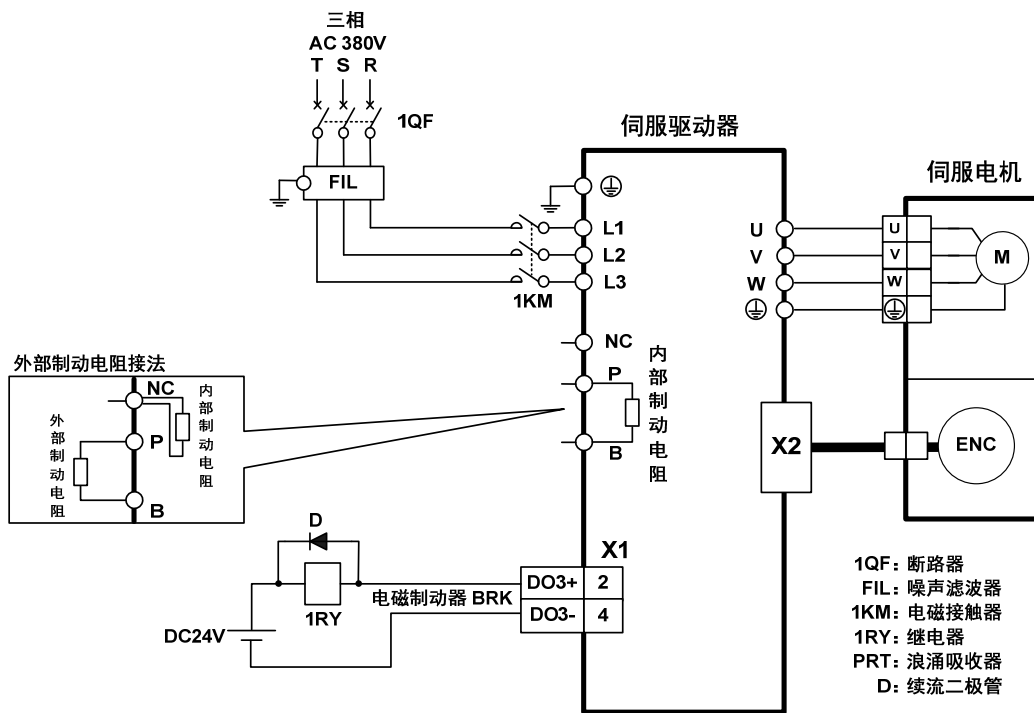 三相
AC 380V
T S R
1QF
FIL
伺服驱动器
伺服电机
L1
L2
L3
1KM
U
V
W
U
V
W
M
NC
P
B
内部制动电阻
外部制动电阻接法
NC
P
B
内部制动电阻
外部制动电阻
X2
ENC
D
1RY
DC24V
电磁制动器 BRK
X1
DO3+ 2
DO3- 4
1QF：断路器
FIL：噪声滤波器
1KM：电磁接触器
1RY：继电器
PRT：浪涌吸收器
D：续流二极管